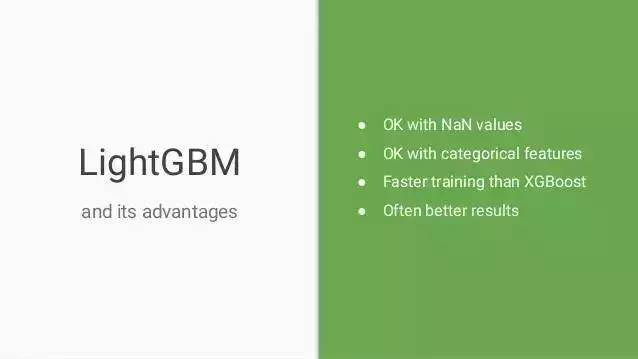 LightGBM
and its advantages
● OK with NaN values
● OK with categorical features
● Faster training than XGBoost
● Often better results